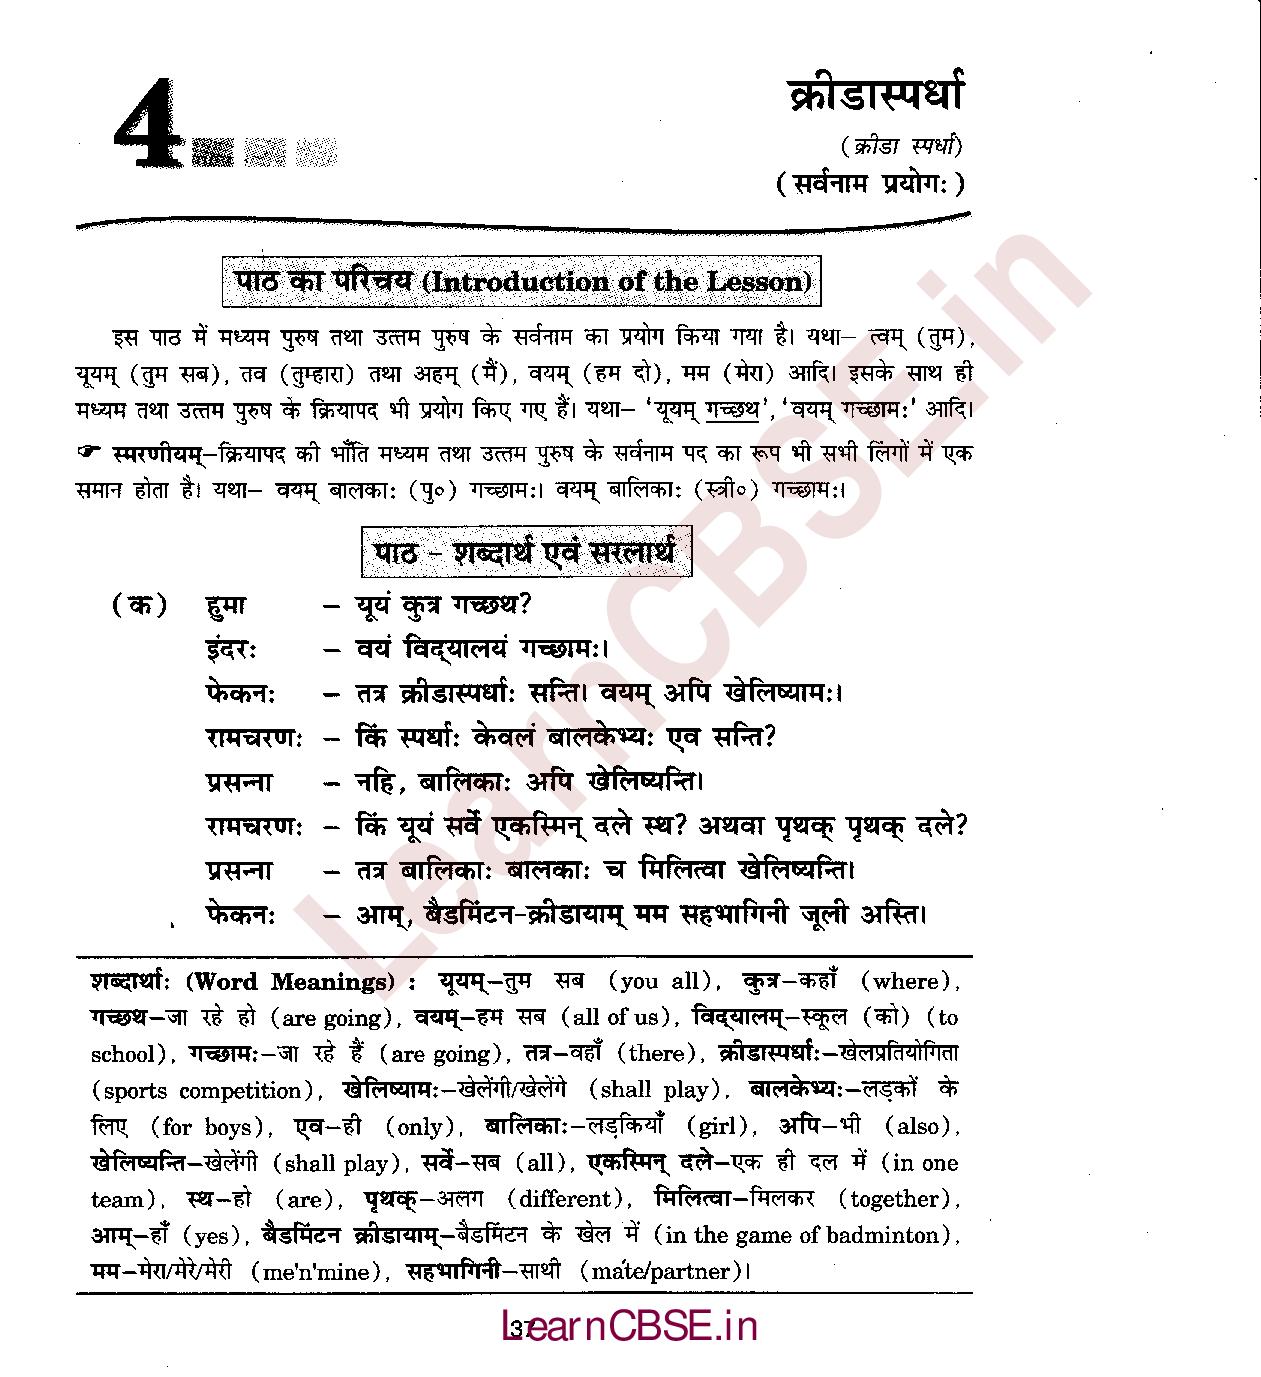 4
क्रीडास्पर्धा
(क्रीडा स्पर्धा)
(सर्वनाम प्रयोगः)
पाठ का परिचय (Introduction of the Lesson)
इस पाठ में मध्यम पुरुष तथा उत्तम पुरुष के सर्वनाम का प्रयोग किया गया है। यथा– त्वम् (तुम),
यूयम् (तुम सब), तव (तुम्हारा) तथा अहम् (मैं), वयम् (हम दो), मम (मेरा) आदि। इसके साथ ही
मध्यम तथा उत्तम पुरुष के क्रियापद भी प्रयोग किए गए हैं। यथा– ‘यूयम् गच्छथ’, ‘वयम् गच्छामः’ आदि।
☞ स्मरणीयम्–क्रियापद की भाँति मध्यम तथा उत्तम पुरुष के सर्वनाम पद का रूप भी सभी लिंगों में एक
समान होता है। यथा– वयम् बालकाः (पु०) गच्छामः। वयम् बालिकाः (स्त्री०) गच्छामः।
पाठ – शब्दार्थ एवं सरलार्थ
(क) हुमा – यूयं कुत्र गच्छथ?
इंदरः – वयं विद्‌यालयं गच्छामः।
फेकनः – तत्र क्रीडास्पर्धाः सन्ति। वयम् अपि खेलिष्यामः।
रामचरणः – किं स्पर्धाः केवलं बालकेभ्यः एव सन्ति?
प्रसन्ना – नहि, बालिकाः अपि खेलिष्यन्ति।
रामचरणः – किं यूयं सर्वे एकस्मिन् दले स्थ? अथवा पृथक् पृथक् दले?
प्रसन्ना – तत्र बालिकाः बालकाः च मिलित्वा खेलिष्यन्ति।
फेकनः – आम्, बैडमिंटन-क्रीडायाम् मम सहभागिनी जूली अस्ति।
शब्दार्थाः (Word Meanings) : यूयम्–तुम सब (you all), कुत्र–कहाँ (where),
गच्छथ–जा रहे हो (are going), वयम्–हम सब (all of us), विद्‌यालम्–स्कूल (को) (to
school), गच्छामः–जा रहे हैं (are going), तत्र–वहाँ (there), क्रीडास्पर्धाः–खेलप्रतियोगिता
(sports competition), खेलिष्यामः–खेलेंगी/खेलेंगे (shall play), बालकेभ्यः–लड़कों के
लिए (for boys), एव–ही (only), बालिकाः–लड़कियाँ (girl), अपि–भी (also),
खेलिष्यन्ति–खेलेंगी (shall play), सर्वे–सब (all), एकस्मिन् दले–एक ही दल में (in one
team), स्थ–हो (are), पृथक्–अलग (different), मिलित्वा–मिलकर (together),
आम्–हाँ (yes), बैडमिंटन क्रीडायाम्–बैडमिंटन के खेल में (in the game of badminton),
मम–मेरा/मेरे/मेरी (me'n'mine), सहभागिनी–साथी (mate/partner)।
37
LearnCBSE.in
LearnCBSE.in